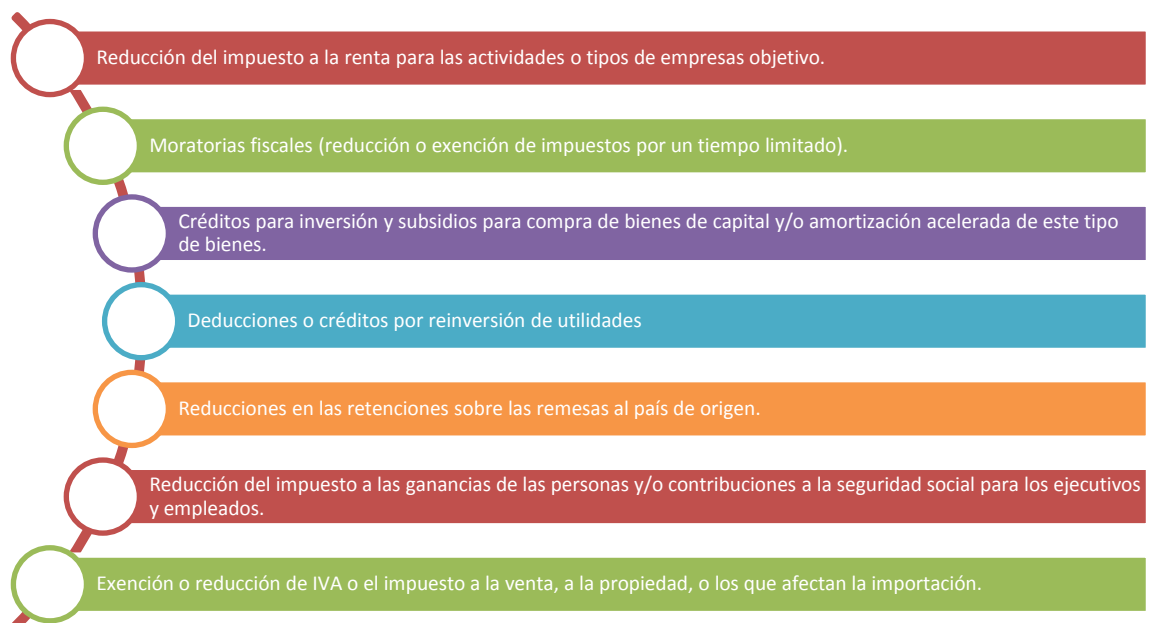 Reducción del impuesto a la renta para las actividades o tipos de empresas objetivo.
Moratorias fiscales (reducción o exención de impuestos por un tiempo limitado).
Créditos para inversión y subsidios para compra de bienes de capital y/o amortización acelerada de este tipo
de bienes.
Deducciones o créditos por reinversión de utilidades
Reducciones en las retenciones sobre las remesas al país de origen.
Reducción del impuesto a las ganancias de las personas y/o contribuciones a la seguridad social para los ejecutivos
y empleados.
Exención o reducción de IVA o el impuesto a la venta, a la propiedad, o los que afectan la importación.